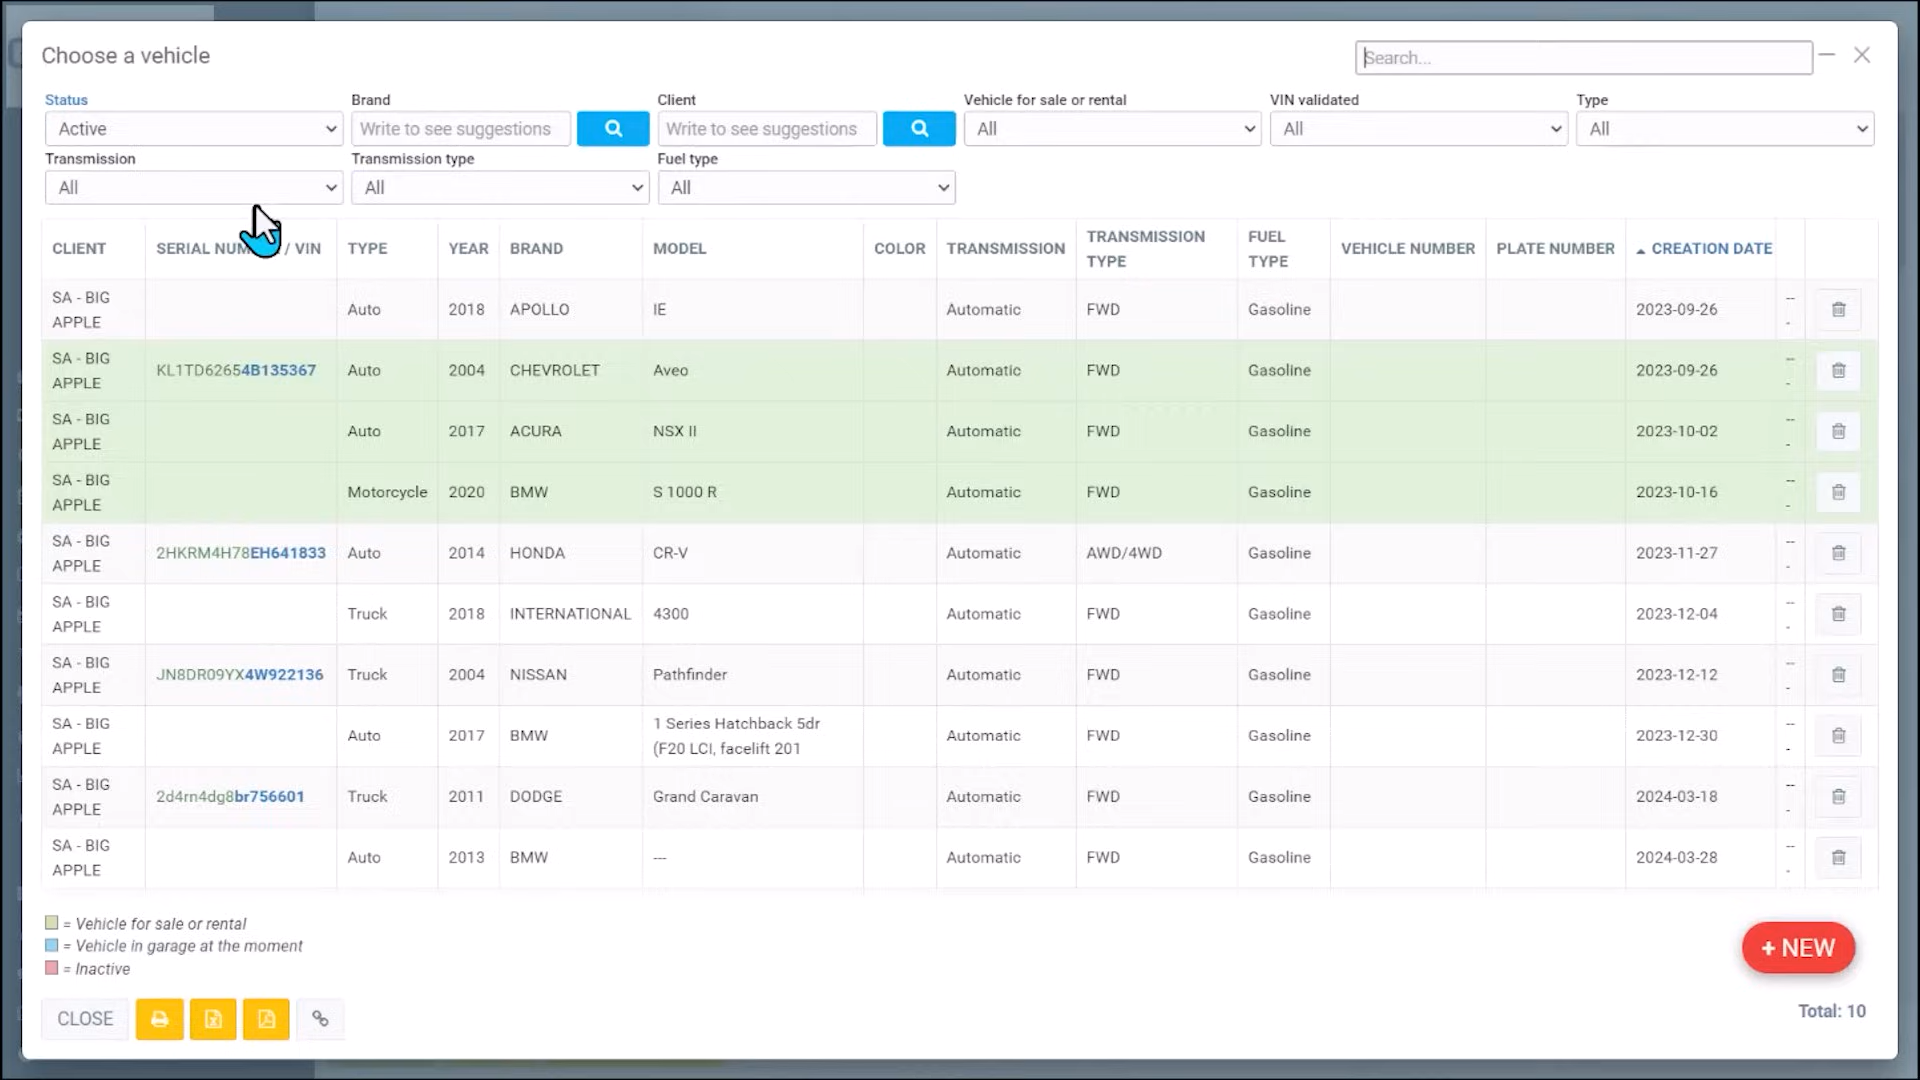 Choose a vehicle
Search...
Status
Brand
Client
Vehicle for sale or rental
VIN validated
Type
Active
Write to see suggestions
Write to see suggestions
All
All
All
Transmission
Transmission type
Fuel type
All
All
All
CLIENT SERIAL NUM / VIN TYPE YEAR BRAND MODEL COLOR TRANSMISSION TRANSMISSION TYPE FUEL TYPE VEHICLE NUMBER PLATE NUMBER CREATION DATE
SA - BIG APPLE Auto 2018 APOLLO IE Automatic FWD Gasoline 2023-09-26 ---
SA - BIG APPLE KL1TD62654B135367 Auto 2004 CHEVROLET Aveo Automatic FWD Gasoline 2023-09-26 ---
SA - BIG APPLE Auto 2017 ACURA NSX II Automatic FWD Gasoline 2023-10-02 ---
SA - BIG APPLE Motorcycle 2020 BMW S 1000 R Automatic FWD Gasoline 2023-10-16 ---
SA - BIG APPLE 2HKRM4H78EH641833 Auto 2014 HONDA CR-V Automatic AWD/4WD Gasoline 2023-11-27 ---
SA - BIG APPLE Truck 2018 INTERNATIONAL 4300 Automatic FWD Gasoline 2023-12-04 ---
SA - BIG APPLE JN8DR09YX4W922136 Truck 2004 NISSAN Pathfinder Automatic FWD Gasoline 2023-12-12 ---
SA - BIG APPLE Auto 2017 BMW 1 Series Hatchback 5dr (F20 LCI, facelift 201 Automatic FWD Gasoline 2023-12-30 ---
SA - BIG APPLE 2d4rn4dg8br756601 Truck 2011 DODGE Grand Caravan Automatic FWD Gasoline 2024-03-18 ---
SA - BIG APPLE Auto 2013 BMW --- Automatic FWD Gasoline 2024-03-28 ---
= Vehicle for sale or rental
= Vehicle in garage at the moment
= Inactive
+ NEW
CLOSE
Total: 10